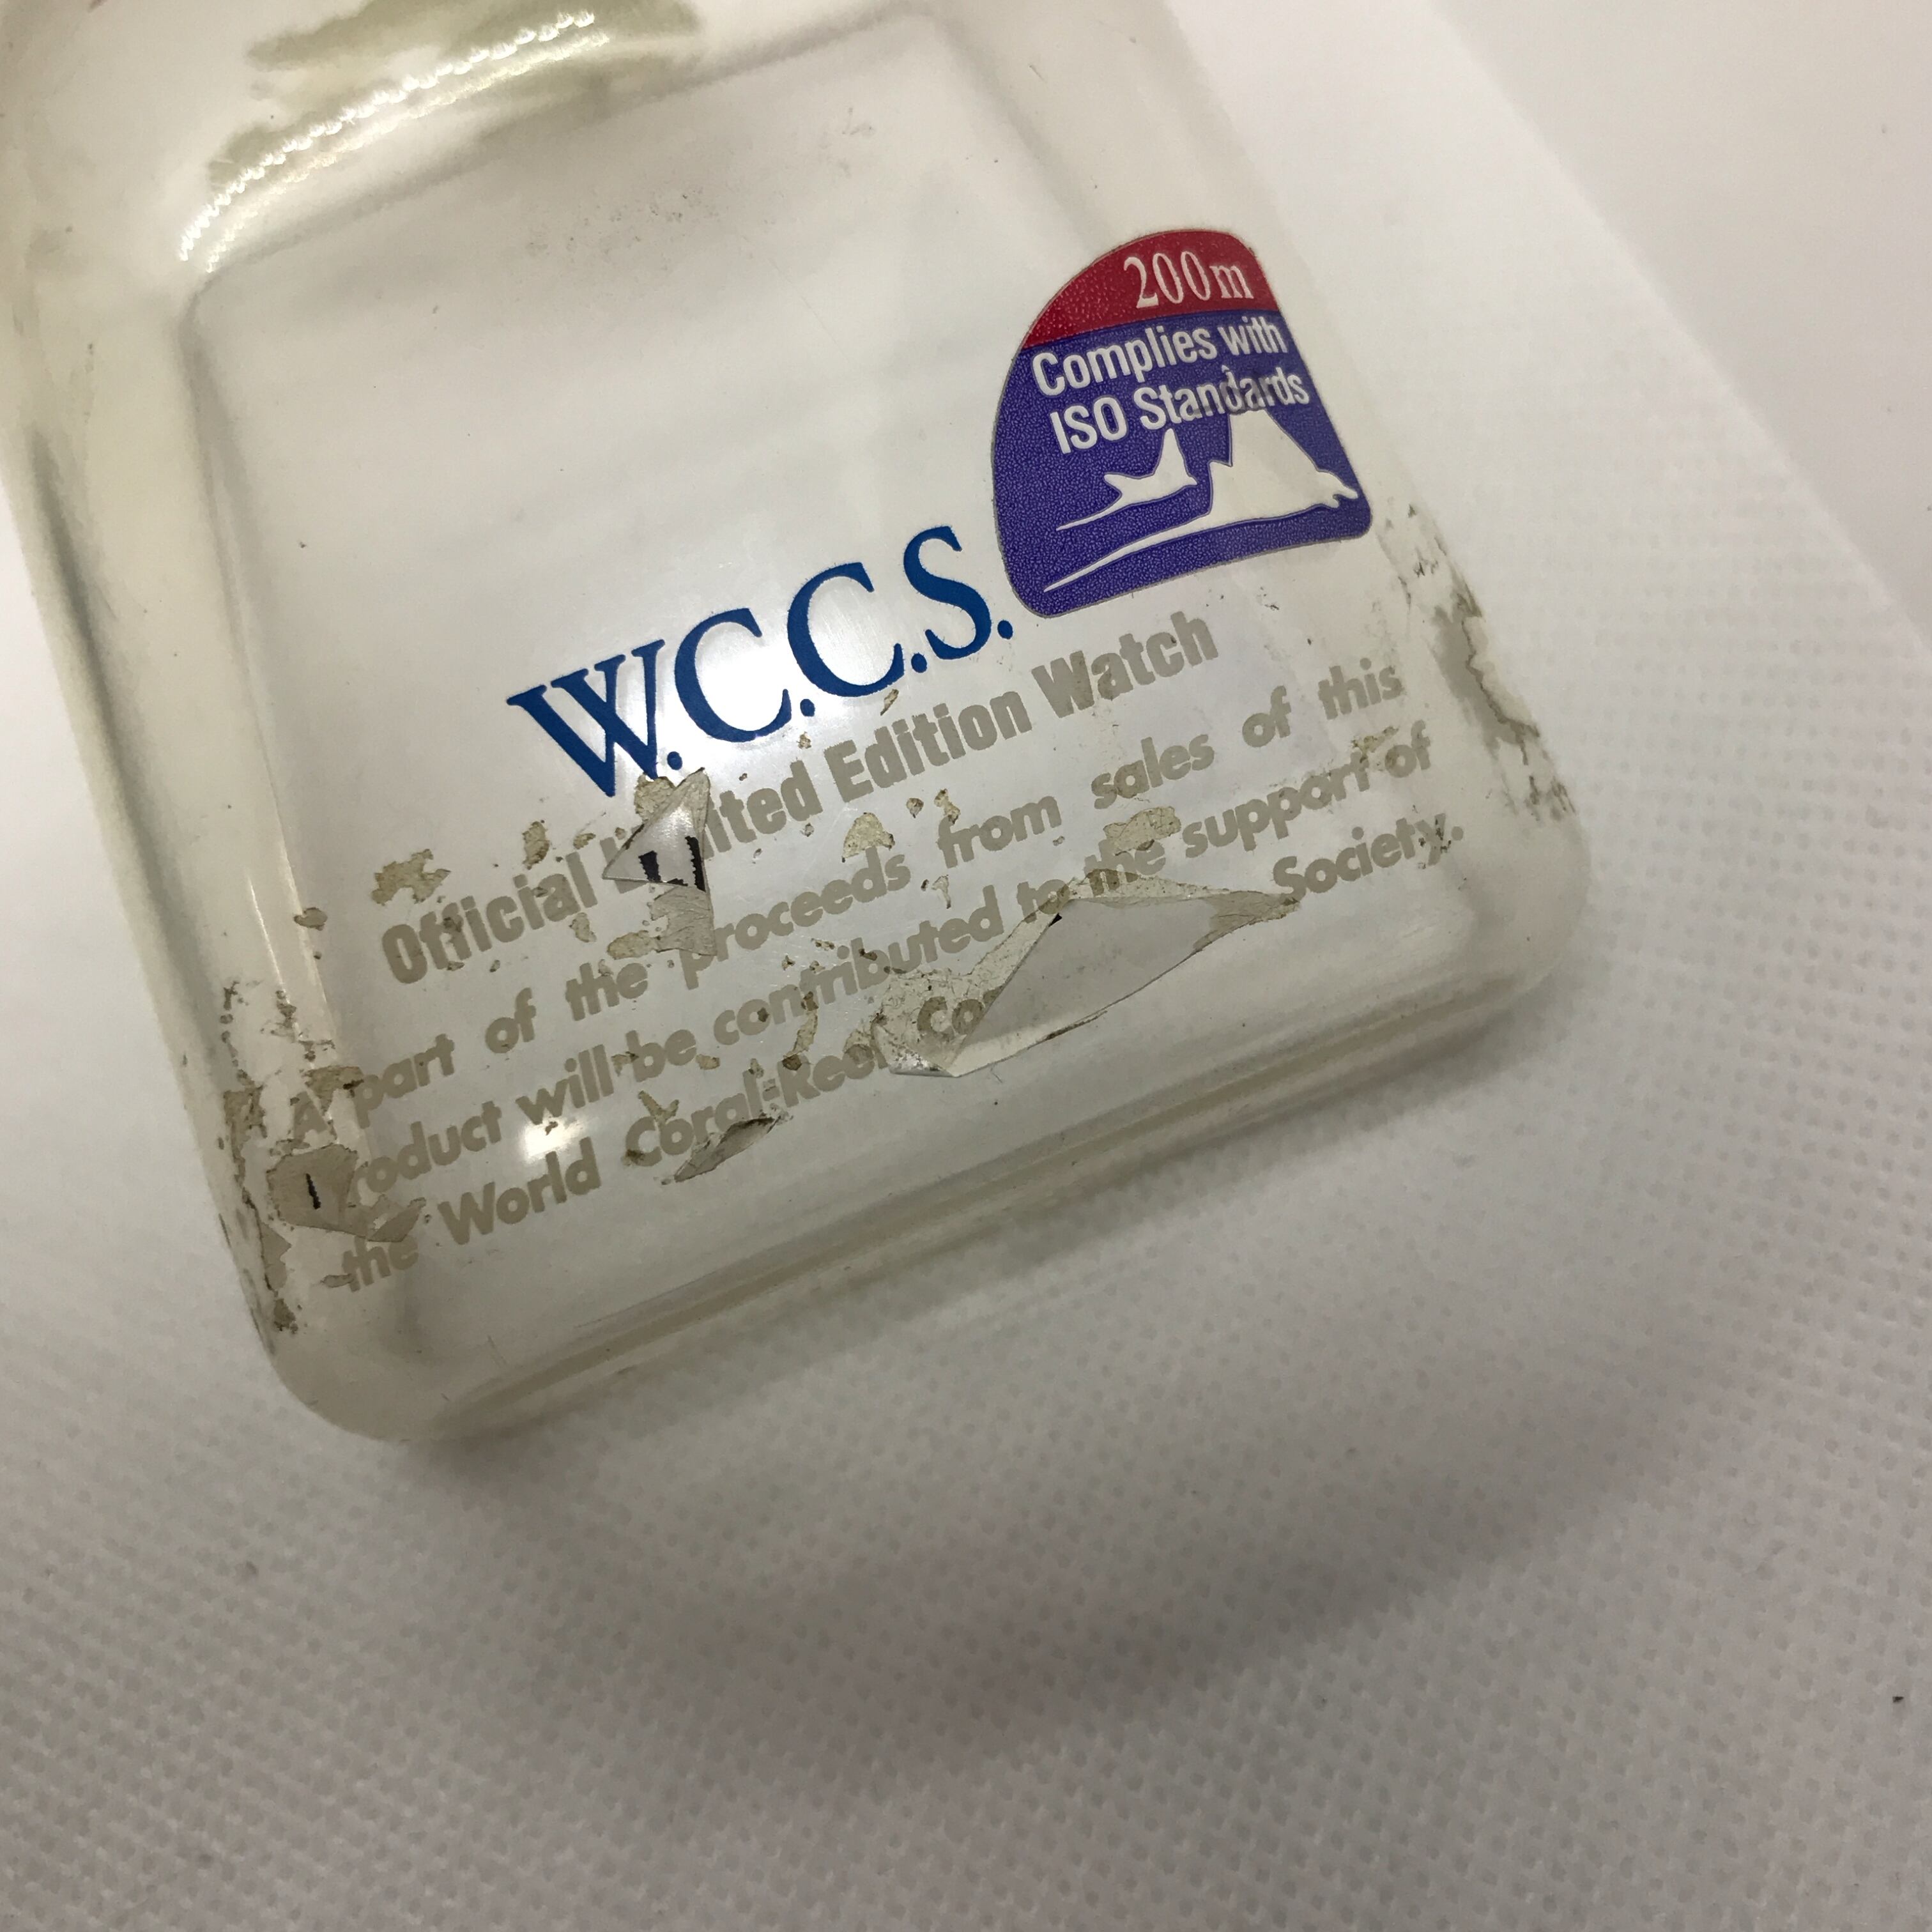 200m
Complies with
ISO Standards
W.C.C.S.
Official Edition Watch
A part of the proceeds from sales of this
product will be contributed to the support of
the World Coral-Reef Society.